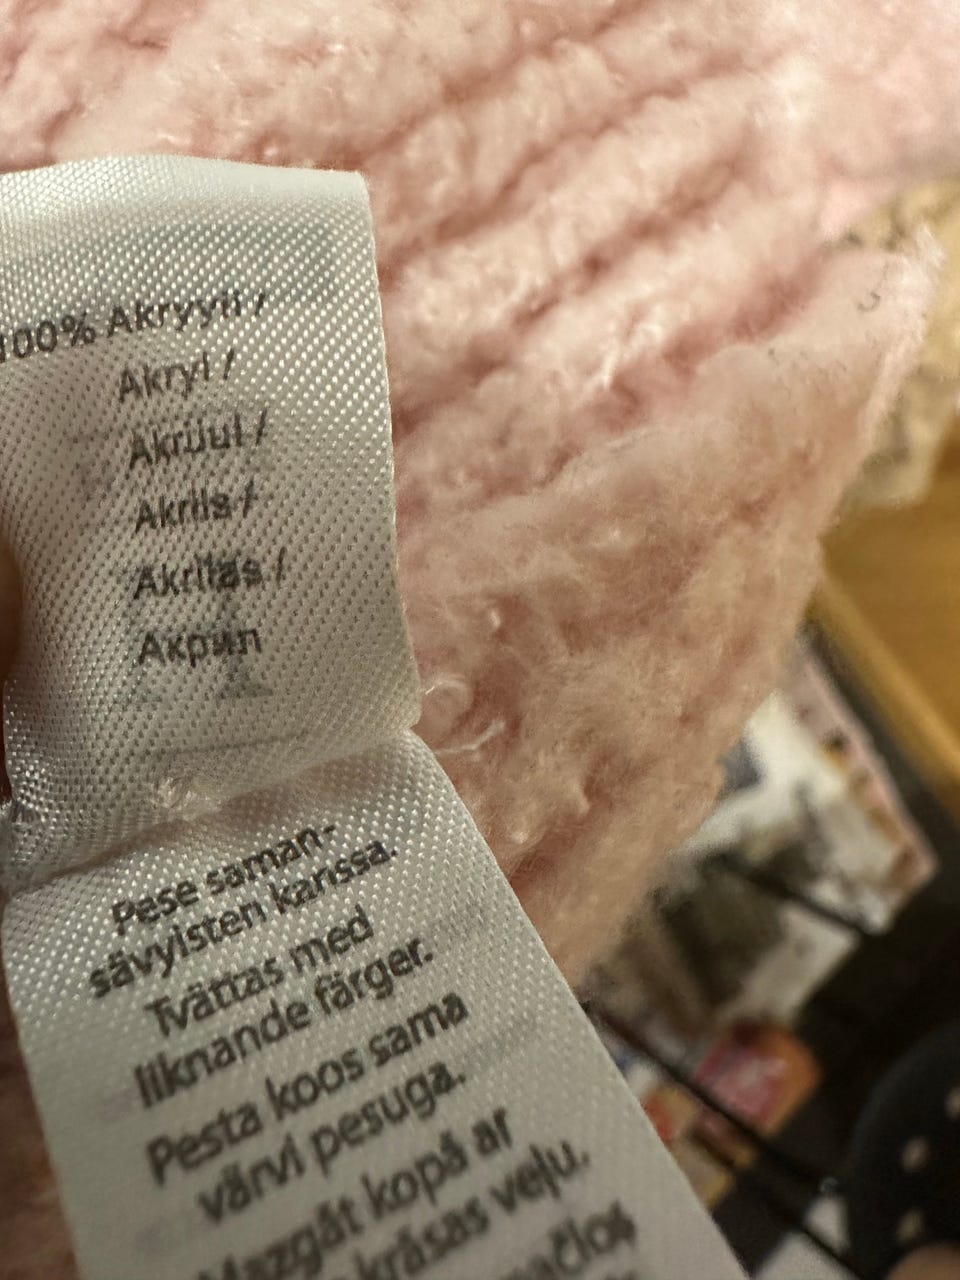 100% Akryyli /
Akryl /
Akrüül /
Akrils /
Akrilas /
Акрил
Pese saman-
sävyisten kanssa.
Tvättas med
liknande färger.
Pesta koos sama
värvi pesuga.
Mazgāt kopā ar
krāsas veļu.